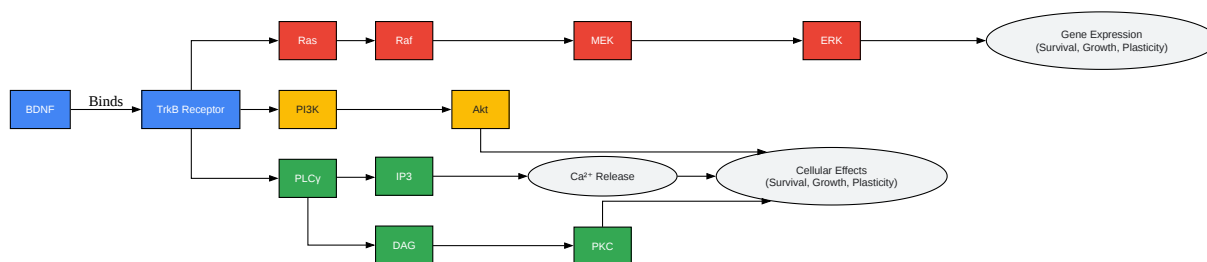 Ras
Raf
MEK
ERK
Gene Expression
(Survival, Growth, Plasticity)
BDNF
Binds
TrkB Receptor
PI3K
Akt
PLCγ
IP3
Ca²⁺ Release
Cellular Effects
(Survival, Growth, Plasticity)
DAG
PKC